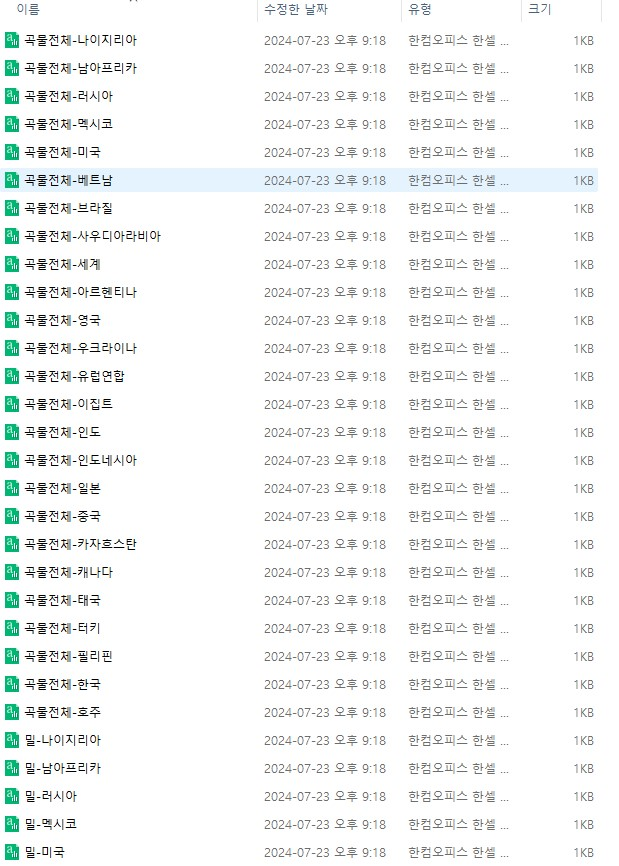 이름 수정한 날짜 유형 크기
곡물전체-나이지리아 2024-07-23 오후 9:18 한컴오피스 한셀 ... 1KB
곡물전체-남아프리카 2024-07-23 오후 9:18 한컴오피스 한셀 ... 1KB
곡물전체-러시아 2024-07-23 오후 9:18 한컴오피스 한셀 ... 1KB
곡물전체-멕시코 2024-07-23 오후 9:18 한컴오피스 한셀 ... 1KB
곡물전체-미국 2024-07-23 오후 9:18 한컴오피스 한셀 ... 1KB
곡물전체-베트남 2024-07-23 오후 9:18 한컴오피스 한셀 ... 1KB
곡물전체-브라질 2024-07-23 오후 9:18 한컴오피스 한셀 ... 1KB
곡물전체-사우디아라비아 2024-07-23 오후 9:18 한컴오피스 한셀 ... 1KB
곡물전체-세계 2024-07-23 오후 9:18 한컴오피스 한셀 ... 1KB
곡물전체-아르헨티나 2024-07-23 오후 9:18 한컴오피스 한셀 ... 1KB
곡물전체-영국 2024-07-23 오후 9:18 한컴오피스 한셀 ... 1KB
곡물전체-우크라이나 2024-07-23 오후 9:18 한컴오피스 한셀 ... 1KB
곡물전체-유럽연합 2024-07-23 오후 9:18 한컴오피스 한셀 ... 1KB
곡물전체-이집트 2024-07-23 오후 9:18 한컴오피스 한셀 ... 1KB
곡물전체-인도 2024-07-23 오후 9:18 한컴오피스 한셀 ... 1KB
곡물전체-인도네시아 2024-07-23 오후 9:18 한컴오피스 한셀 ... 1KB
곡물전체-일본 2024-07-23 오후 9:18 한컴오피스 한셀 ... 1KB
곡물전체-중국 2024-07-23 오후 9:18 한컴오피스 한셀 ... 1KB
곡물전체-카자흐스탄 2024-07-23 오후 9:18 한컴오피스 한셀 ... 1KB
곡물전체-캐나다 2024-07-23 오후 9:18 한컴오피스 한셀 ... 1KB
곡물전체-태국 2024-07-23 오후 9:18 한컴오피스 한셀 ... 1KB
곡물전체-터키 2024-07-23 오후 9:18 한컴오피스 한셀 ... 1KB
곡물전체-필리핀 2024-07-23 오후 9:18 한컴오피스 한셀 ... 1KB
곡물전체-한국 2024-07-23 오후 9:18 한컴오피스 한셀 ... 1KB
곡물전체-호주 2024-07-23 오후 9:18 한컴오피스 한셀 ... 1KB
밀-나이지리아 2024-07-23 오후 9:18 한컴오피스 한셀 ... 1KB
밀-남아프리카 2024-07-23 오후 9:18 한컴오피스 한셀 ... 1KB
밀-러시아 2024-07-23 오후 9:18 한컴오피스 한셀 ... 1KB
밀-멕시코 2024-07-23 오후 9:18 한컴오피스 한셀 ... 1KB
밀-미국 2024-07-23 오후 9:18 한컴오피스 한셀 ... 1KB